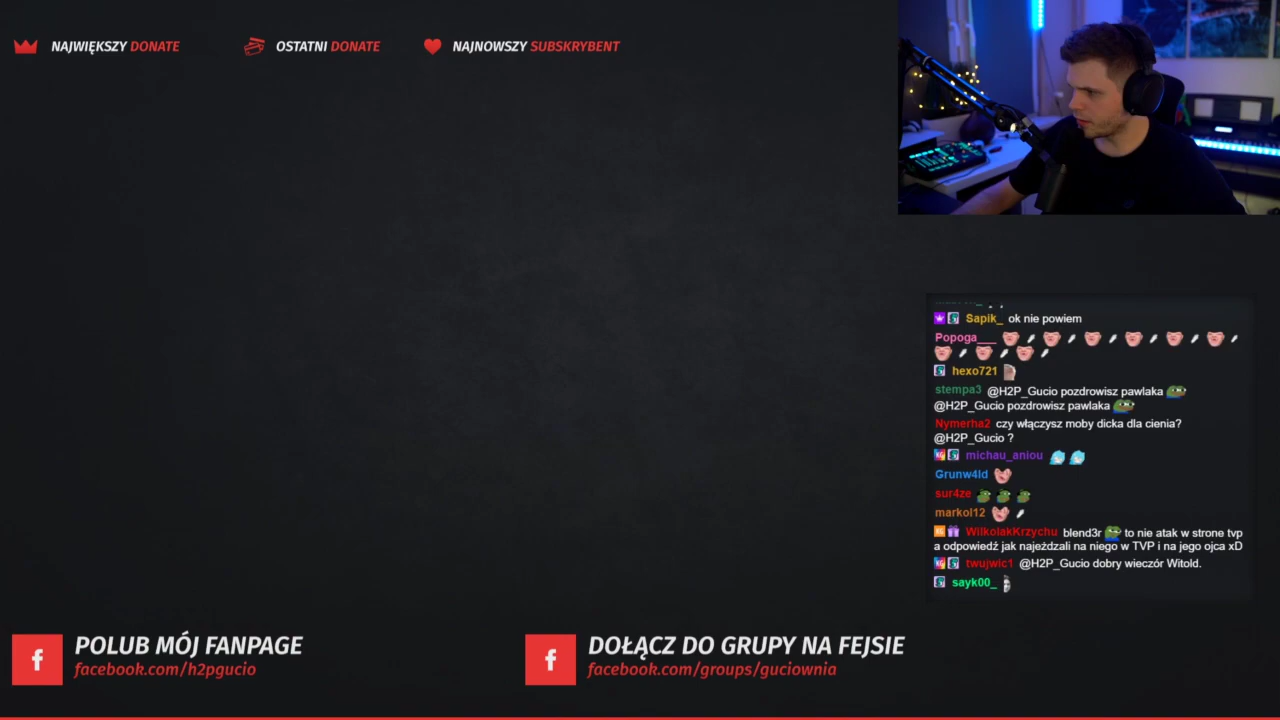 NAJWIĘKSZY DONATE
OSTATNI DONATE
NAJNOWSZY SUBSKRYBENT
Sapik_ ok nie powiem
Popoga___
hexo721
stempa3 @H2P_Gucio pozdrowisz pawlaka
@H2P_Gucio pozdrowisz pawlaka
Nymerha2 czy włączysz moby dicka dla cienia?
@H2P_Gucio ?
michau_aniou
Grunw4ld
sur4ze
markol12
WilkolakKrzychu blend3r to nie atak w strone tvp
a odpowiedź jak najeżdzali na niego w TVP i na jego ojca xD
twujwic1 @H2P_Gucio dobry wieczór Witold.
sayk00_
POLUB MÓJ FANPAGE
facebook.com/h2pgucio
DOŁĄCZ DO GRUPY NA FEJSIE
facebook.com/groups/guciownia